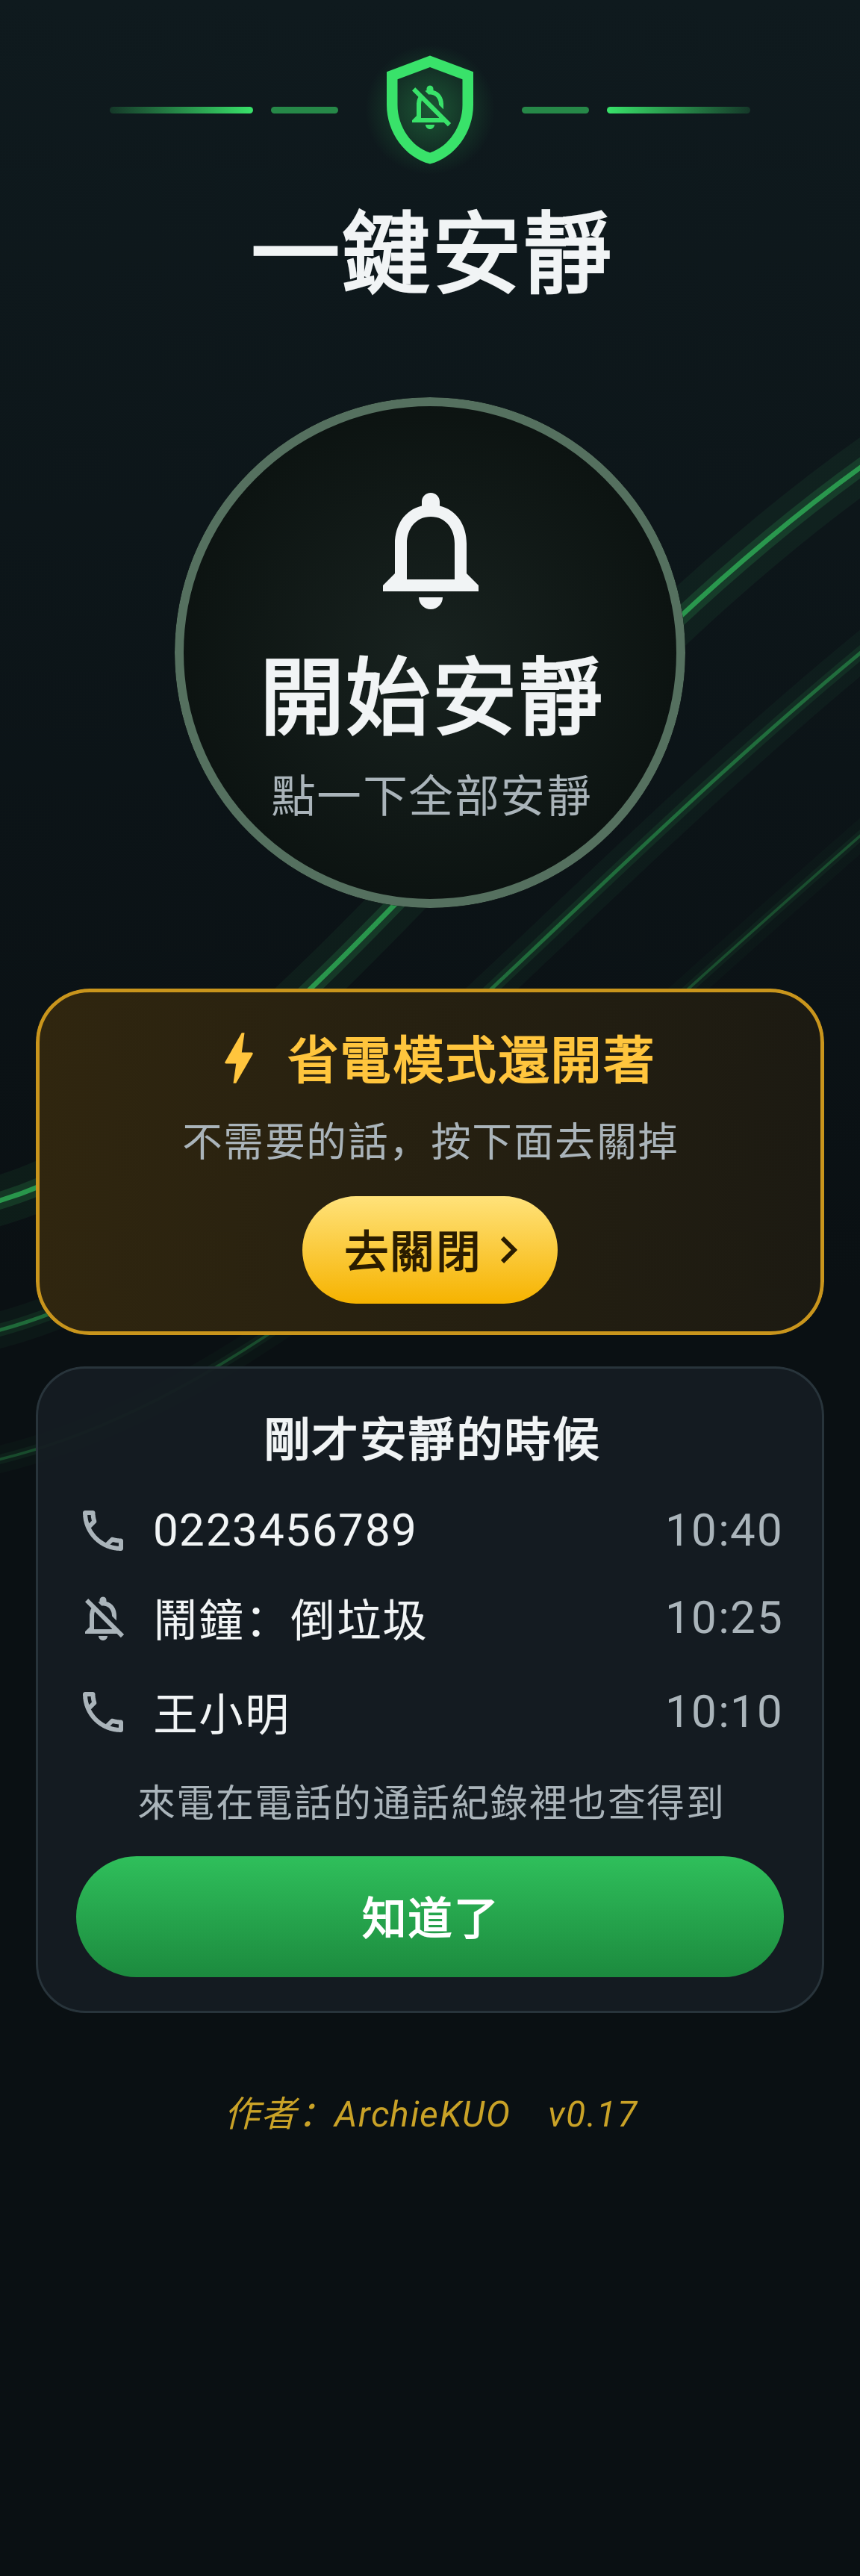 一鍵安靜
開始安靜
點一下全部安靜
省電模式還開著
不需要的話，按下面去關掉
去關閉
剛才安靜的時候
0223456789 10:40
鬧鐘：倒垃圾 10:25
王小明 10:10
來電在電話的通話紀錄裡也查得到
知道了
作者：ArchieKUO v0.17